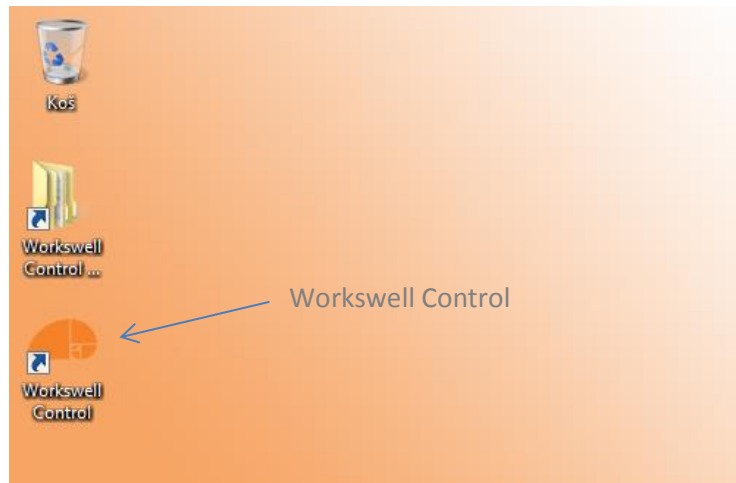 Koš
Workswell
Control ...
Workswell Control
Workswell
Control